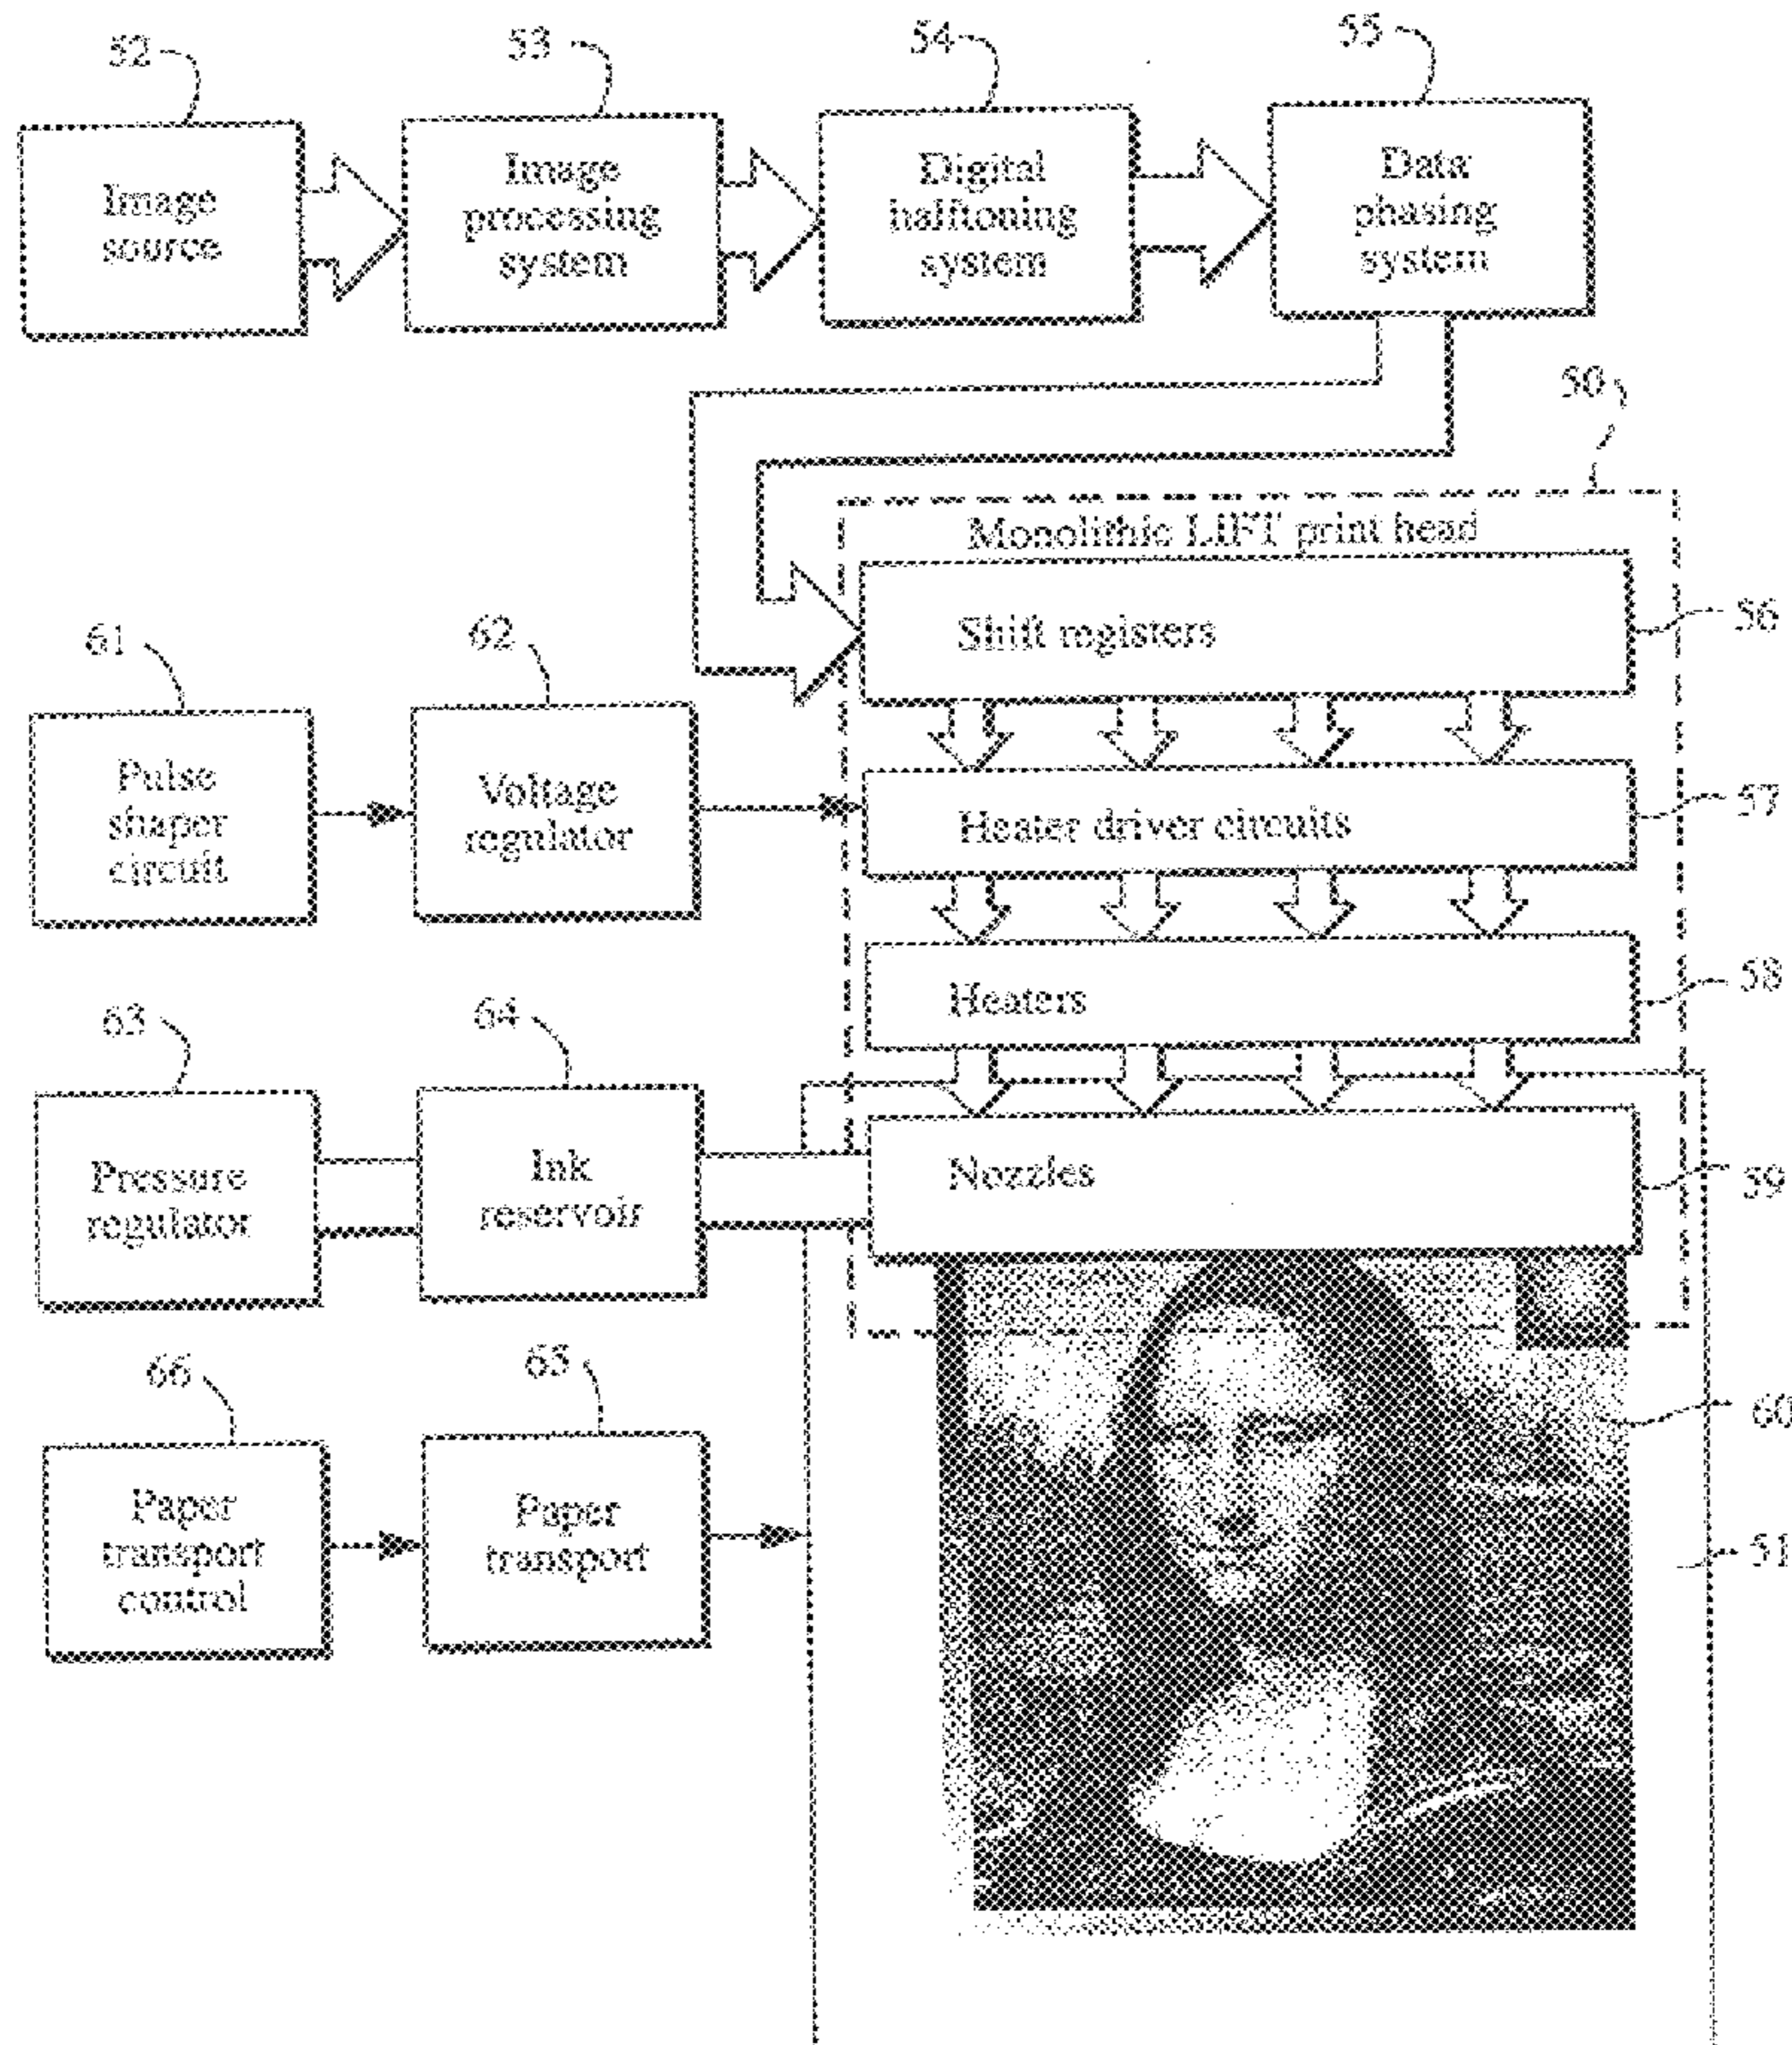 52
53
54
55
Image
source
Image
processing
system
Digital
halftoning
system
Data
phasing
system
50
Monolithic LIFT print head
Shift registers
56
61
62
Pulse
shaper
circuit
Voltage
regulator
Heater driver circuits
57
Heaters
58
63
64
Pressure
regulator
Ink
reservoir
Nozzles
59
66
65
60
Paper
transport
control
Paper
transport
51